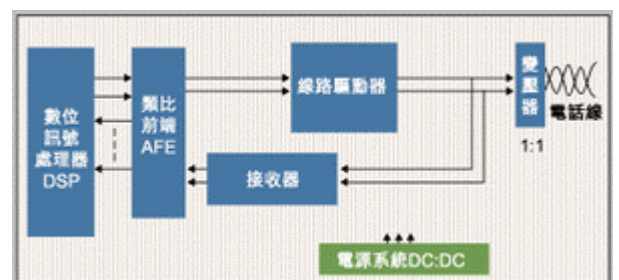 數位
訊號
處理器
DSP
類比
前端
AFE
線路驅動器
接收器
變
壓
器
1:1
電話線
電源系統DC:DC